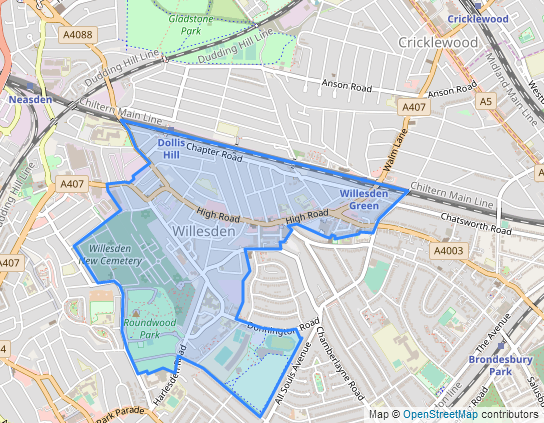 Gladstone
Park
Cricklewood
A4088
Dudding Hill Line
Cricklewood
Dudding Hill Line
Neasden
Anson Road
Anson Road
Midland Main Line
A407
A5
Chiltern Main Line
Dollis
Hill
Chapter Road
Walm Lane
Dudding Hill Line
A407
Chiltern Main Line
Willesden
Green
High Road
High Road
Chatsworth Road
Willesden
Willesden
New Cemetery
A4003
A407
Roundwood
Park
Donnington Road
The Avenue
Chamberlayne Road
All Souls Avenue
Brondesbury
Park
Harlesden Road
Park Parade
Map © OpenStreetMap contributors